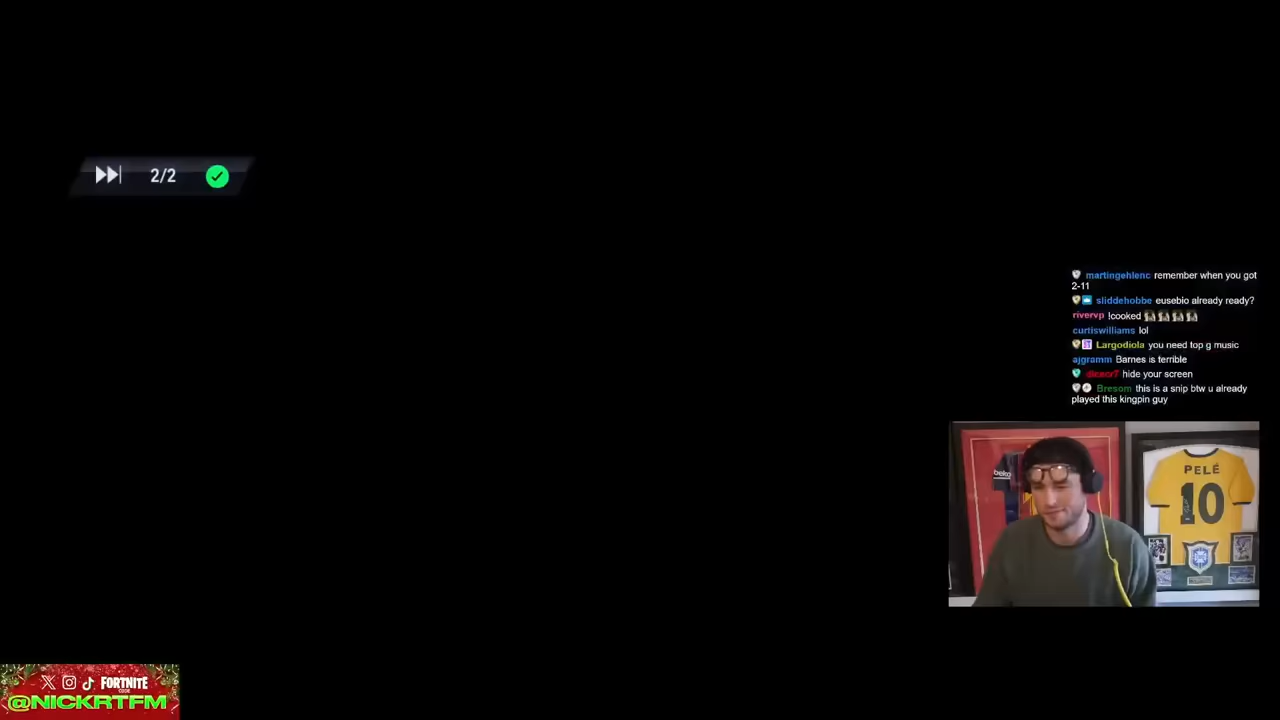 2/2
martingehlenc remember when you got
2-11
sliddehobbe eusebio already ready?
rivervp !cooked
curtiswilliams lol
Largodiola you need top g music
ajgramm Barnes is terrible
hide your screen
Bresom this is a snip btw u already
played this kingpin guy
beko
PELÉ
10
FORTNITE
CODE
@NICKRTFM